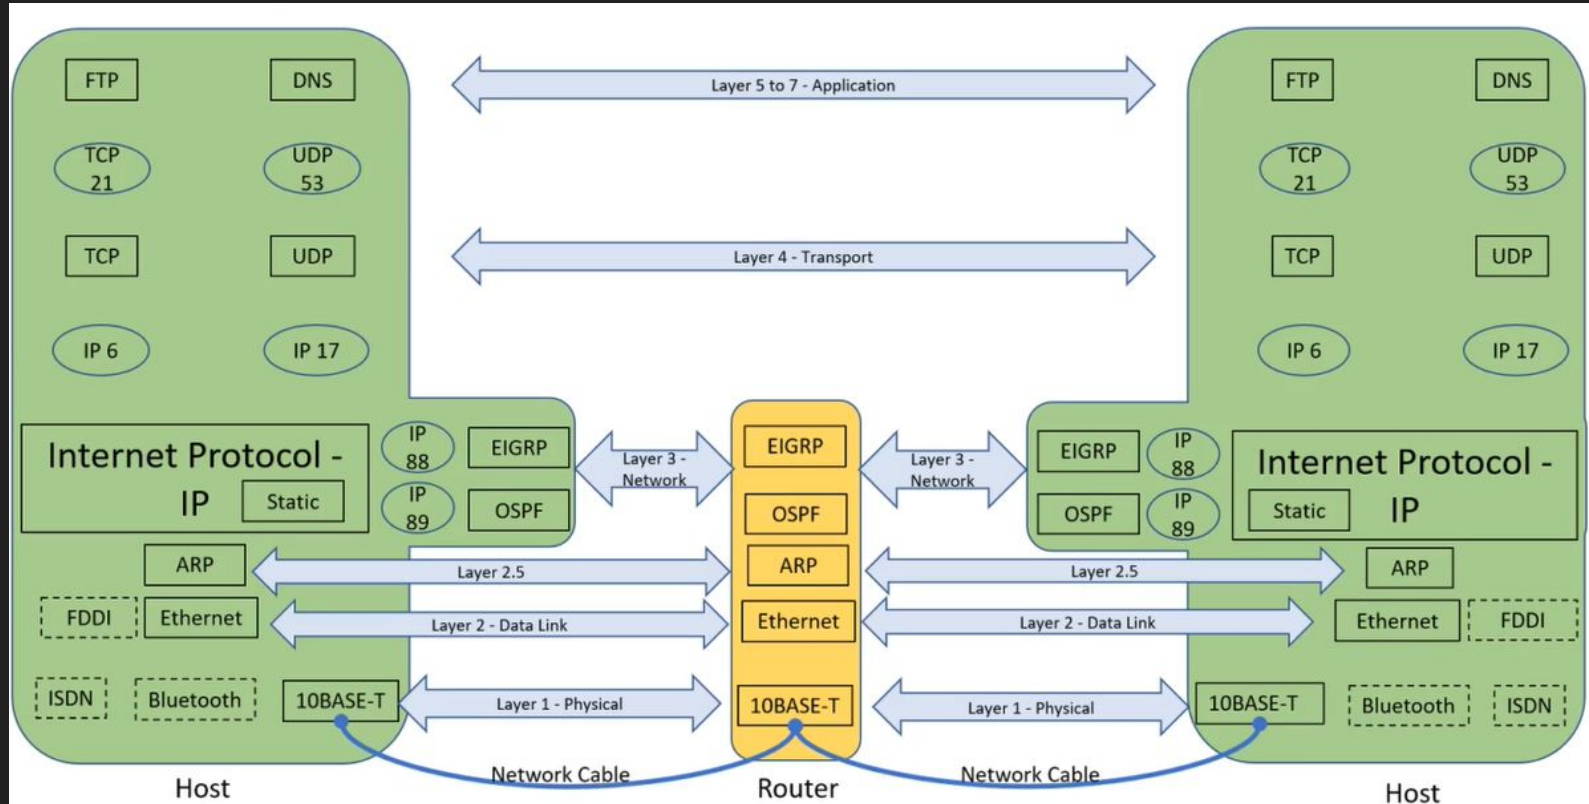 FTP
DNS
Layer 5 to 7 - Application
FTP
DNS
TCP
21
UDP
53
TCP
21
UDP
53
TCP
UDP
Layer 4 - Transport
TCP
UDP
IP 6
IP 17
IP 6
IP 17
Internet Protocol -
IP
Static
IP
88
EIGRP
IP
89
OSPF
Layer 3 -
Network
EIGRP
OSPF
Layer 3 -
Network
EIGRP
IP
88
OSPF
IP
89
Internet Protocol -
Static
IP
ARP
Layer 2.5
ARP
Layer 2.5
ARP
FDDI
Ethernet
Layer 2 - Data Link
Ethernet
Layer 2 - Data Link
Ethernet
FDDI
ISDN
Bluetooth
10BASE-T
Layer 1 - Physical
10BASE-T
Layer 1 - Physical
10BASE-T
Bluetooth
ISDN
Network Cable
Network Cable
Host
Router
Host